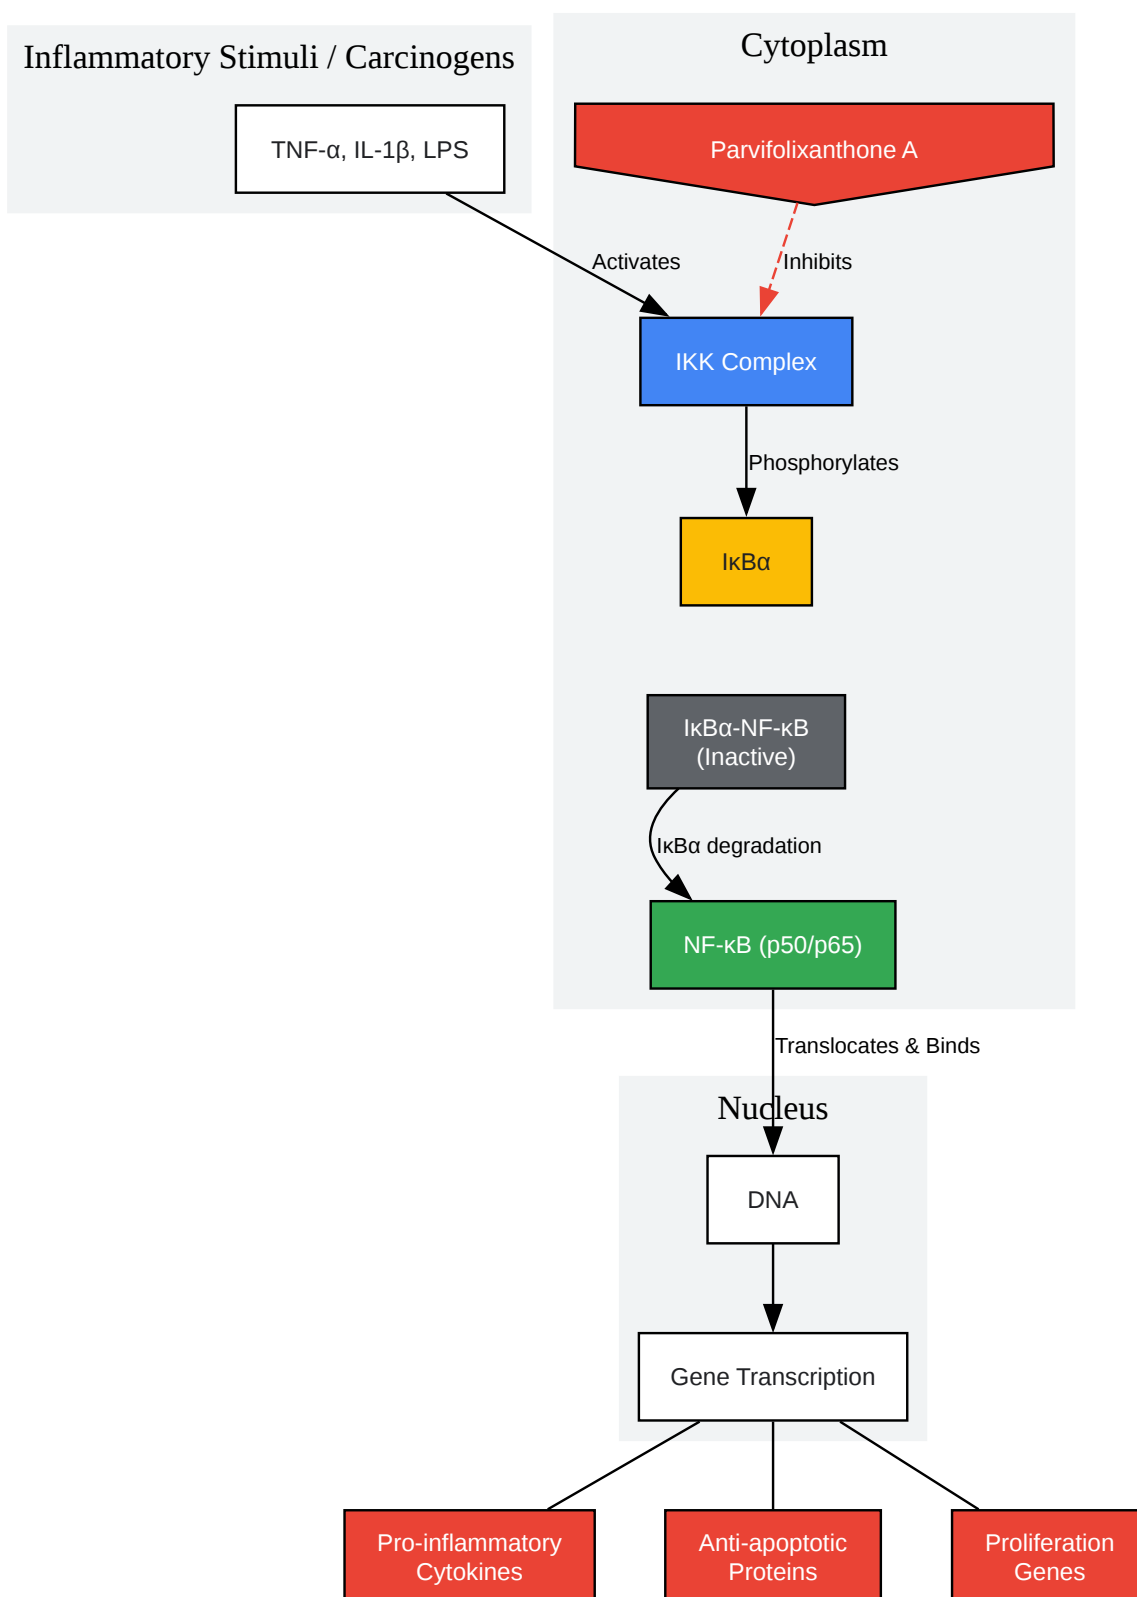 Inflammatory Stimuli / Carcinogens
Cytoplasm
TNF-α, IL-1β, LPS
Parvifolixanthone A
Activates
Inhibits
IKK Complex
Phosphorylates
IκBα
IκBα-NF-κB
(Inactive)
IκBα degradation
NF-κB (p50/p65)
Translocates & Binds
Nucleus
DNA
Gene Transcription
Pro-inflammatory
Cytokines
Anti-apoptotic
Proteins
Proliferation
Genes